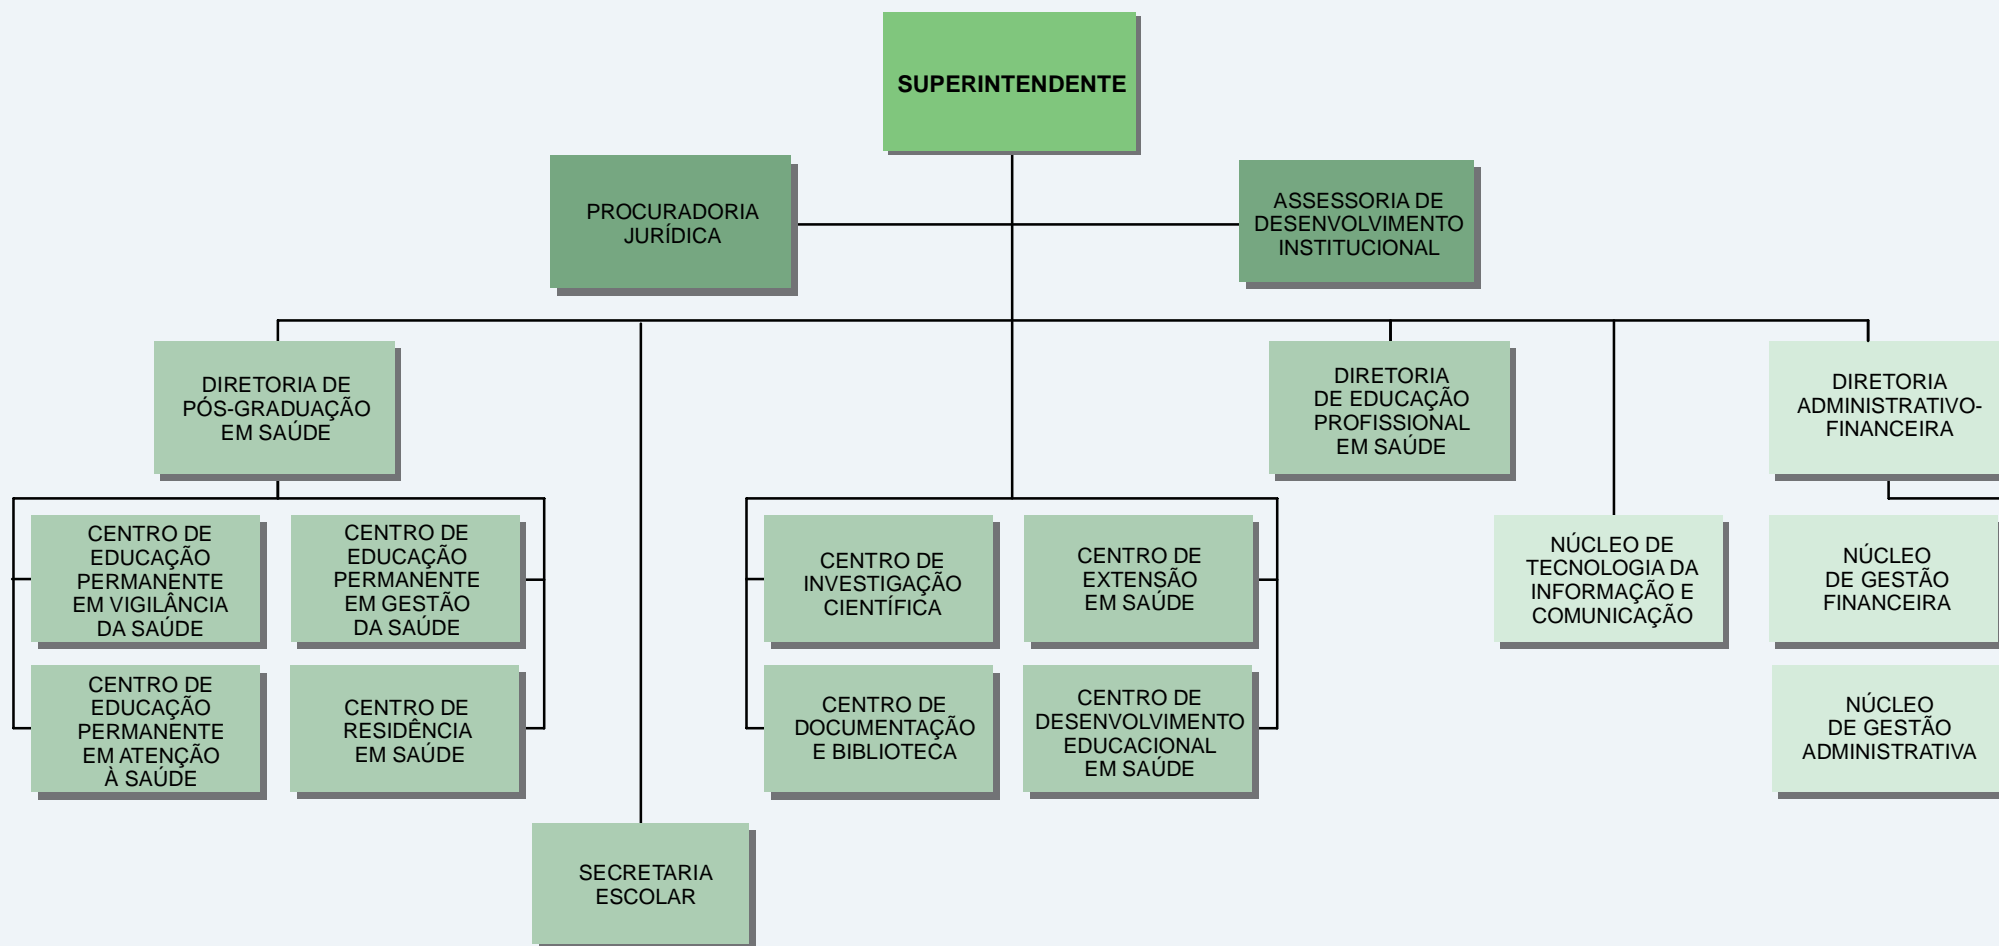 SUPERINTENDENTE
PROCURADORIA
JURÍDICA
ASSESSORIA DE
DESENVOLVIMENTO
INSTITUCIONAL
DIRETORIA DE
PÓS-GRADUAÇÃO
EM SAÚDE
DIRETORIA
DE EDUCAÇÃO
PROFISSIONAL
EM SAÚDE
DIRETORIA
ADMINISTRATIVO-
FINANCEIRA
CENTRO DE
EDUCAÇÃO
PERMANENTE
EM VIGILÂNCIA
DA SAÚDE
CENTRO DE
EDUCAÇÃO
PERMANENTE
EM GESTÃO
DA SAÚDE
CENTRO DE
INVESTIGAÇÃO
CIENTÍFICA
CENTRO DE
EXTENSÃO
EM SAÚDE
NÚCLEO DE
TECNOLOGIA DA
INFORMAÇÃO E
COMUNICAÇÃO
NÚCLEO
DE GESTÃO
FINANCEIRA
CENTRO DE
EDUCAÇÃO
PERMANENTE
EM ATENÇÃO
À SAÚDE
CENTRO DE
RESIDÊNCIA
EM SAÚDE
CENTRO DE
DOCUMENTAÇÃO
E BIBLIOTECA
CENTRO DE
DESENVOLVIMENTO
EDUCACIONAL
EM SAÚDE
NÚCLEO
DE GESTÃO
ADMINISTRATIVA
SECRETARIA
ESCOLAR